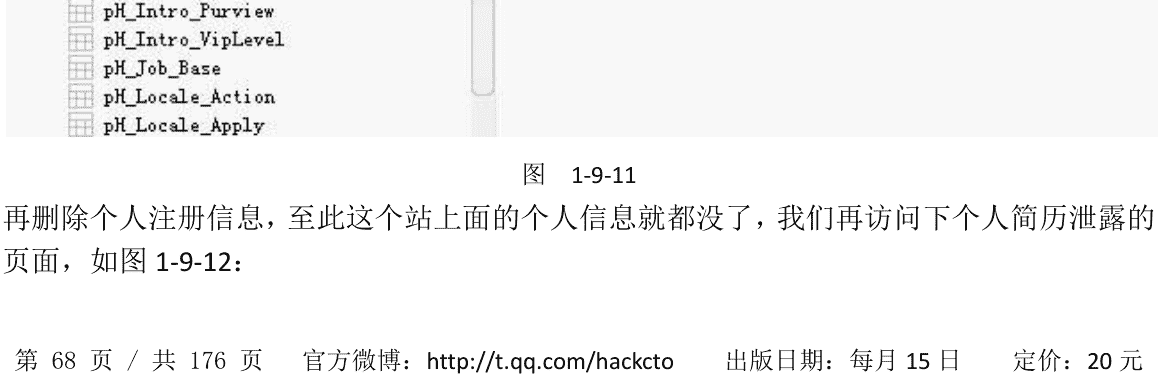 pH_Intro_Purview
pH_Intro_VipLevel
pH_Job_Base
pH_Locale_Action
pH_Locale_Apply
图 1-9-11
再删除个人注册信息，至此这个站上面的个人信息就都没了，我们再访问下个人简历泄露的
页面，如图 1-9-12：
第 68 页 / 共 176 页 官方微博：http://t.qq.com/hackcto 出版日期：每月 15 日 定价：20 元